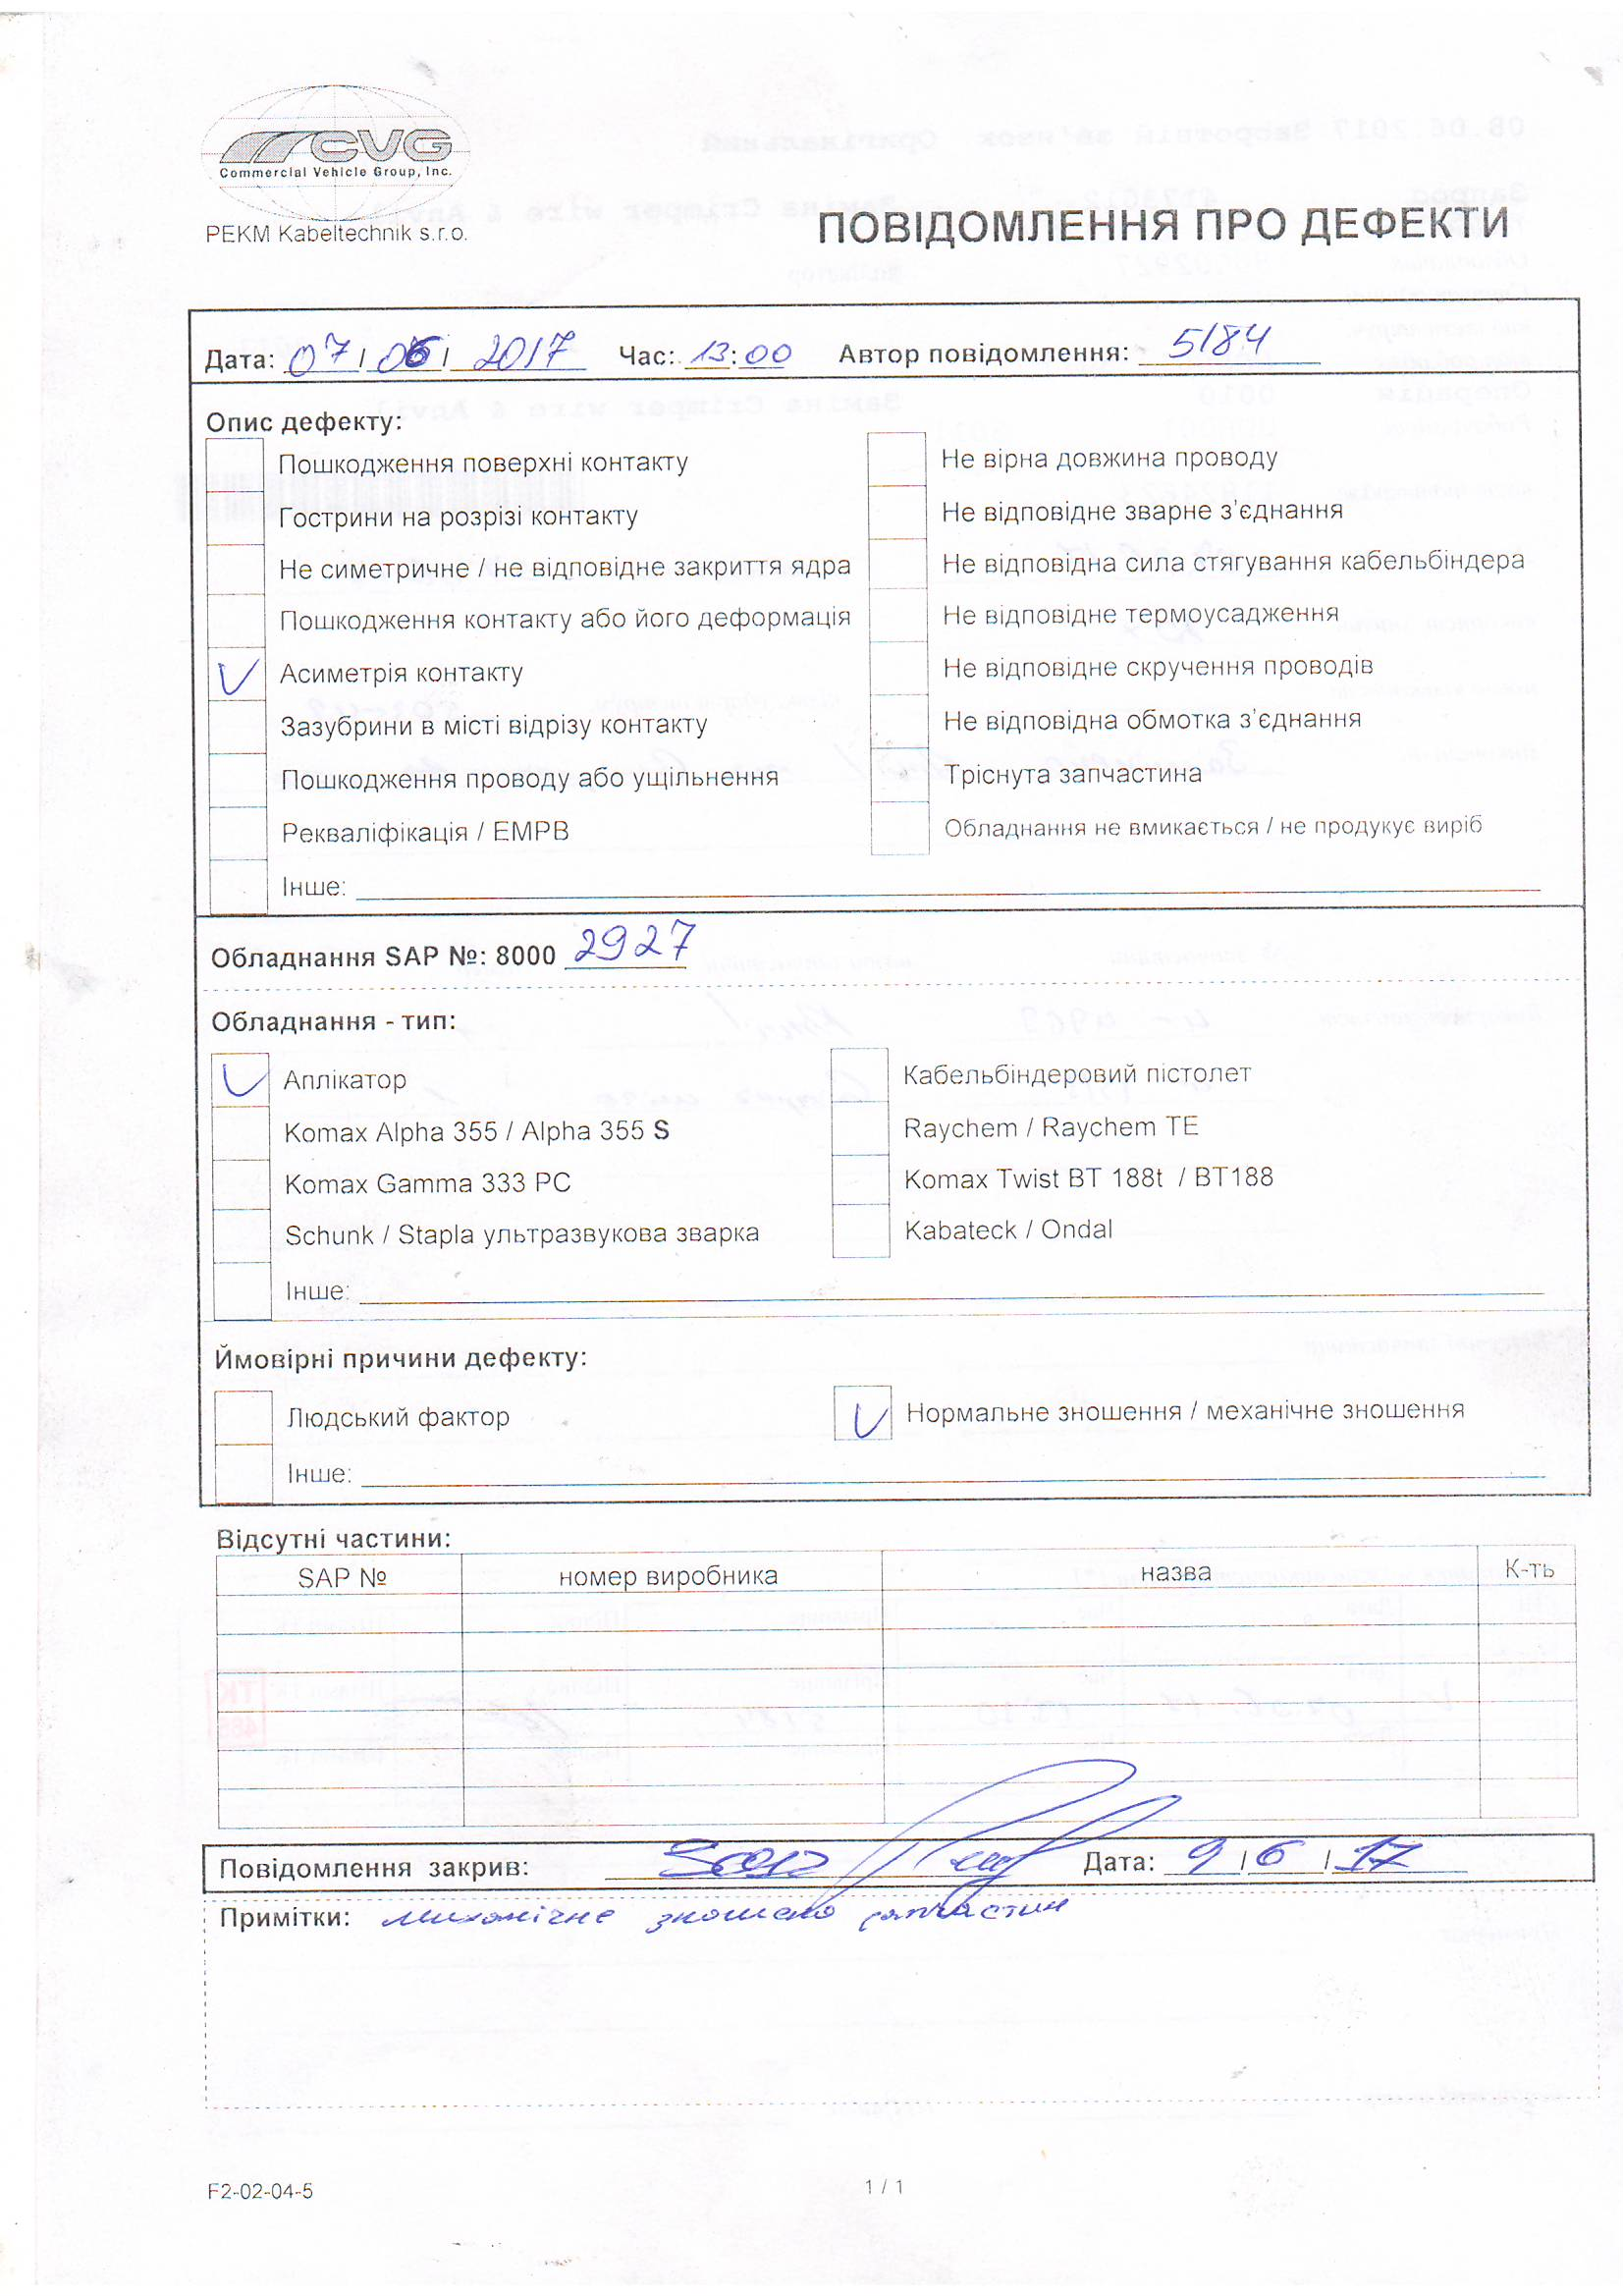 CVG
Commercial Vehicle Group, Inc.
PEKM Kabeltechnik s.r.o.
ПОВІДОМЛЕННЯ ПРО ДЕФЕКТИ
Дата: 07 / 06 / 2017 Час: 13:00 Автор повідомлення: 5184
Опис дефекту:
Пошкодження поверхні контакту Не вірна довжина проводу
Гострини на розрізі контакту Не відповідне зварне з’єднання
Не симетричне / не відповідне закриття ядра Не відповідна сила стягування кабельбіндера
Пошкодження контакту або його деформація Не відповідне термоусадження
Асиметрія контакту Не відповідне скручення проводів
Зазубрини в місті відрізу контакту Не відповідна обмотка з’єднання
Пошкодження проводу або ущільнення Тріснута запчастина
Рекваліфікація / EMPB Обладнання не вмикається / не продукує виріб
Інше:
Обладнання SAP №: 8000 2927
Обладнання - тип:
Аплікатор Кабельбіндеровий пістолет
Komax Alpha 355 / Alpha 355 S Raychem / Raychem TE
Komax Gamma 333 PC Komax Twist BT 188t / BT188
Schunk / Stapla ультразвукова зварка Kabateck / Ondal
Інше:
Ймовірні причини дефекту:
Людський фактор Нормальне зношення / механічне зношення
Інше:
Відсутні частини:
SAP № номер виробника назва К-ть
Повідомлення закрив: Дата: 9 / 6 / 17
Примітки:
F2-02-04-5 1 / 1